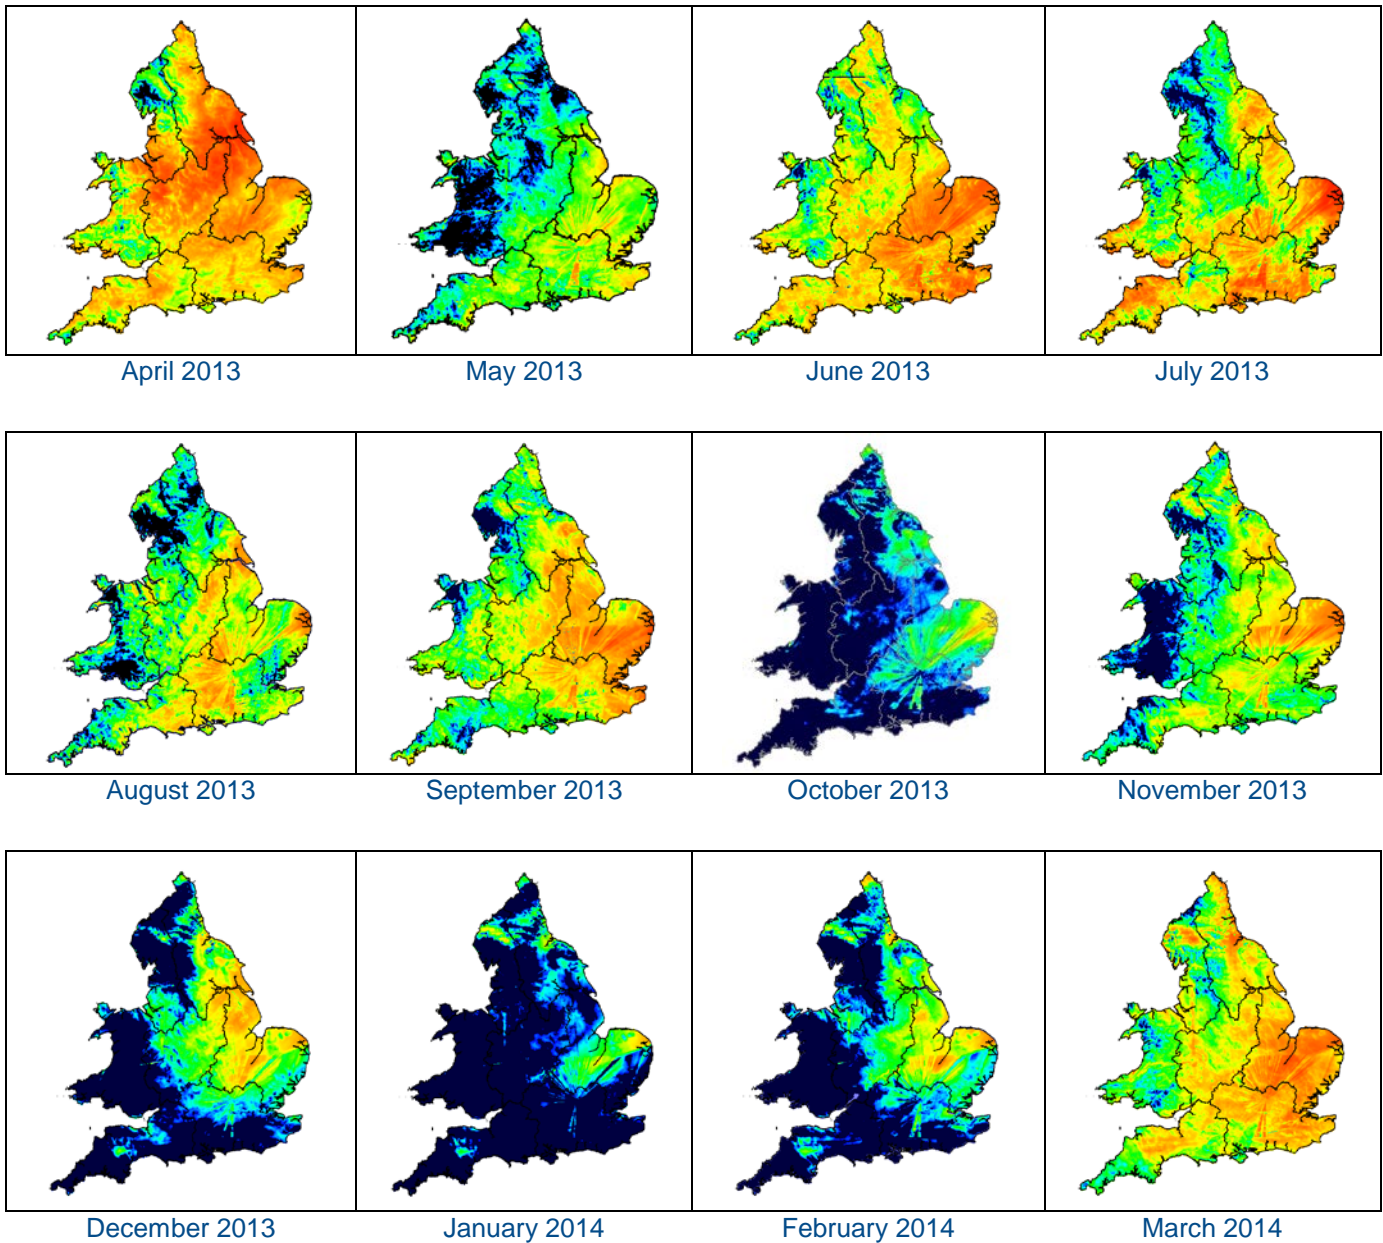 April 2013
May 2013
June 2013
July 2013
August 2013
September 2013
October 2013
November 2013
December 2013
January 2014
February 2014
March 2014